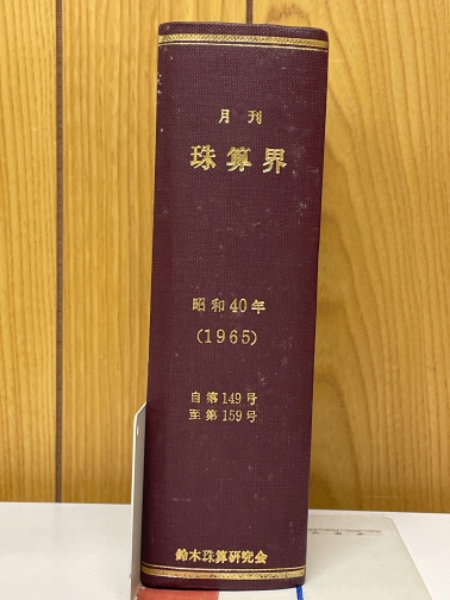 月刊
珠算界
昭和40年
(1965)
自第149号
至第159号
鈴木珠算研究会